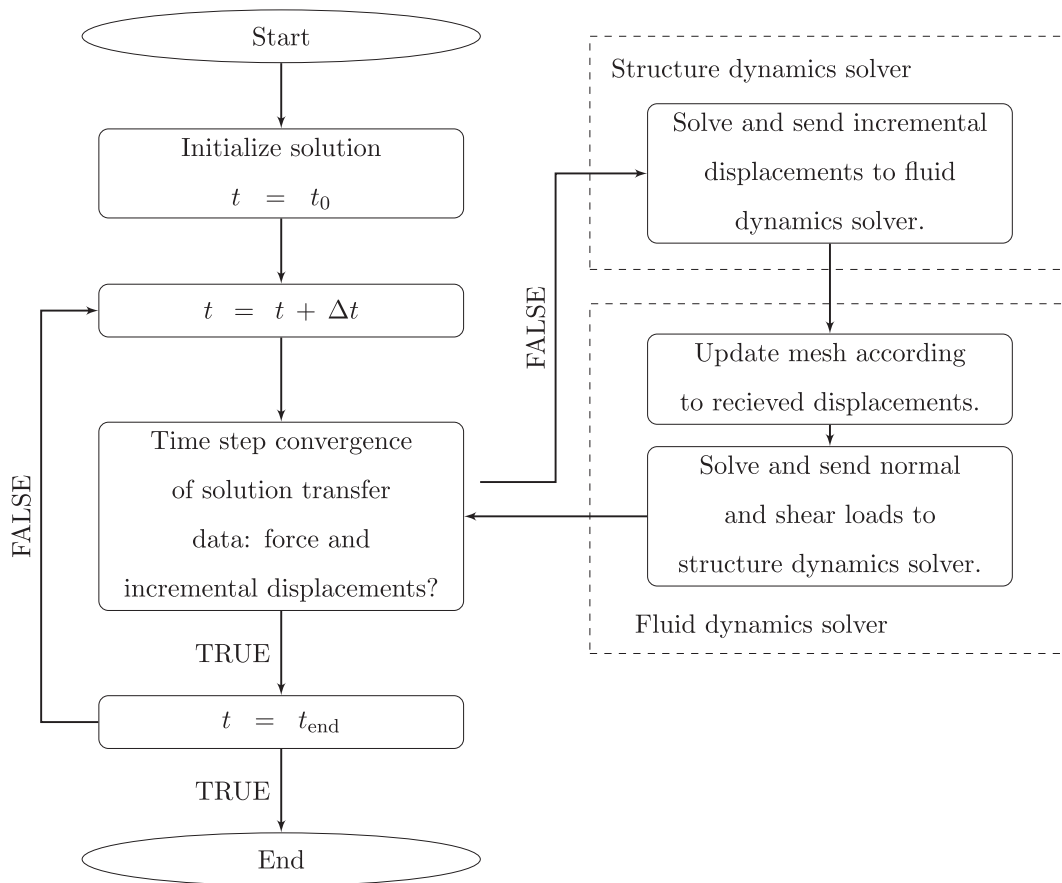 Start
Initialize solution
t = t₀
t = t + Δt
Time step convergence
of solution transfer
data: force and
incremental displacements?
TRUE
t = t_end
TRUE
End
FALSE
FALSE
Structure dynamics solver
Solve and send incremental
displacements to fluid
dynamics solver.
Update mesh according
to recieved displacements.
Solve and send normal
and shear loads to
structure dynamics solver.
Fluid dynamics solver